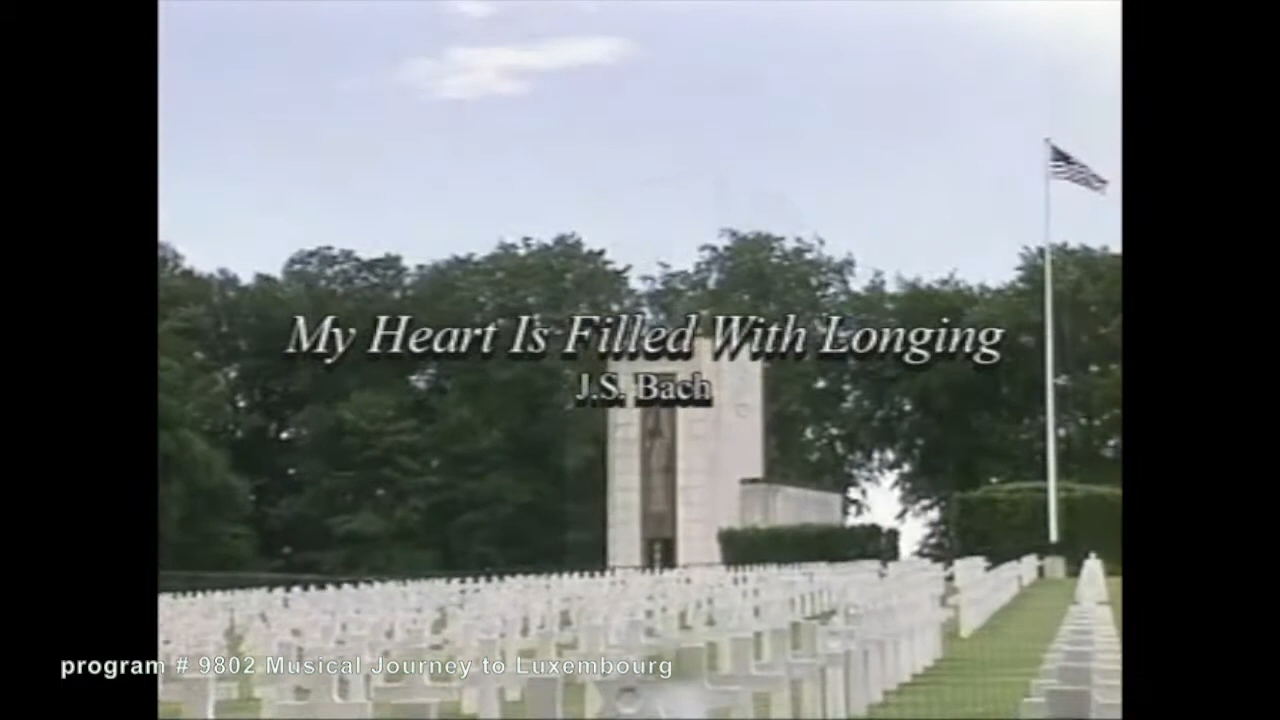 My Heart Is Filled With Longing
J.S. Bach
program # 9802 Musical Journey to Luxembourg